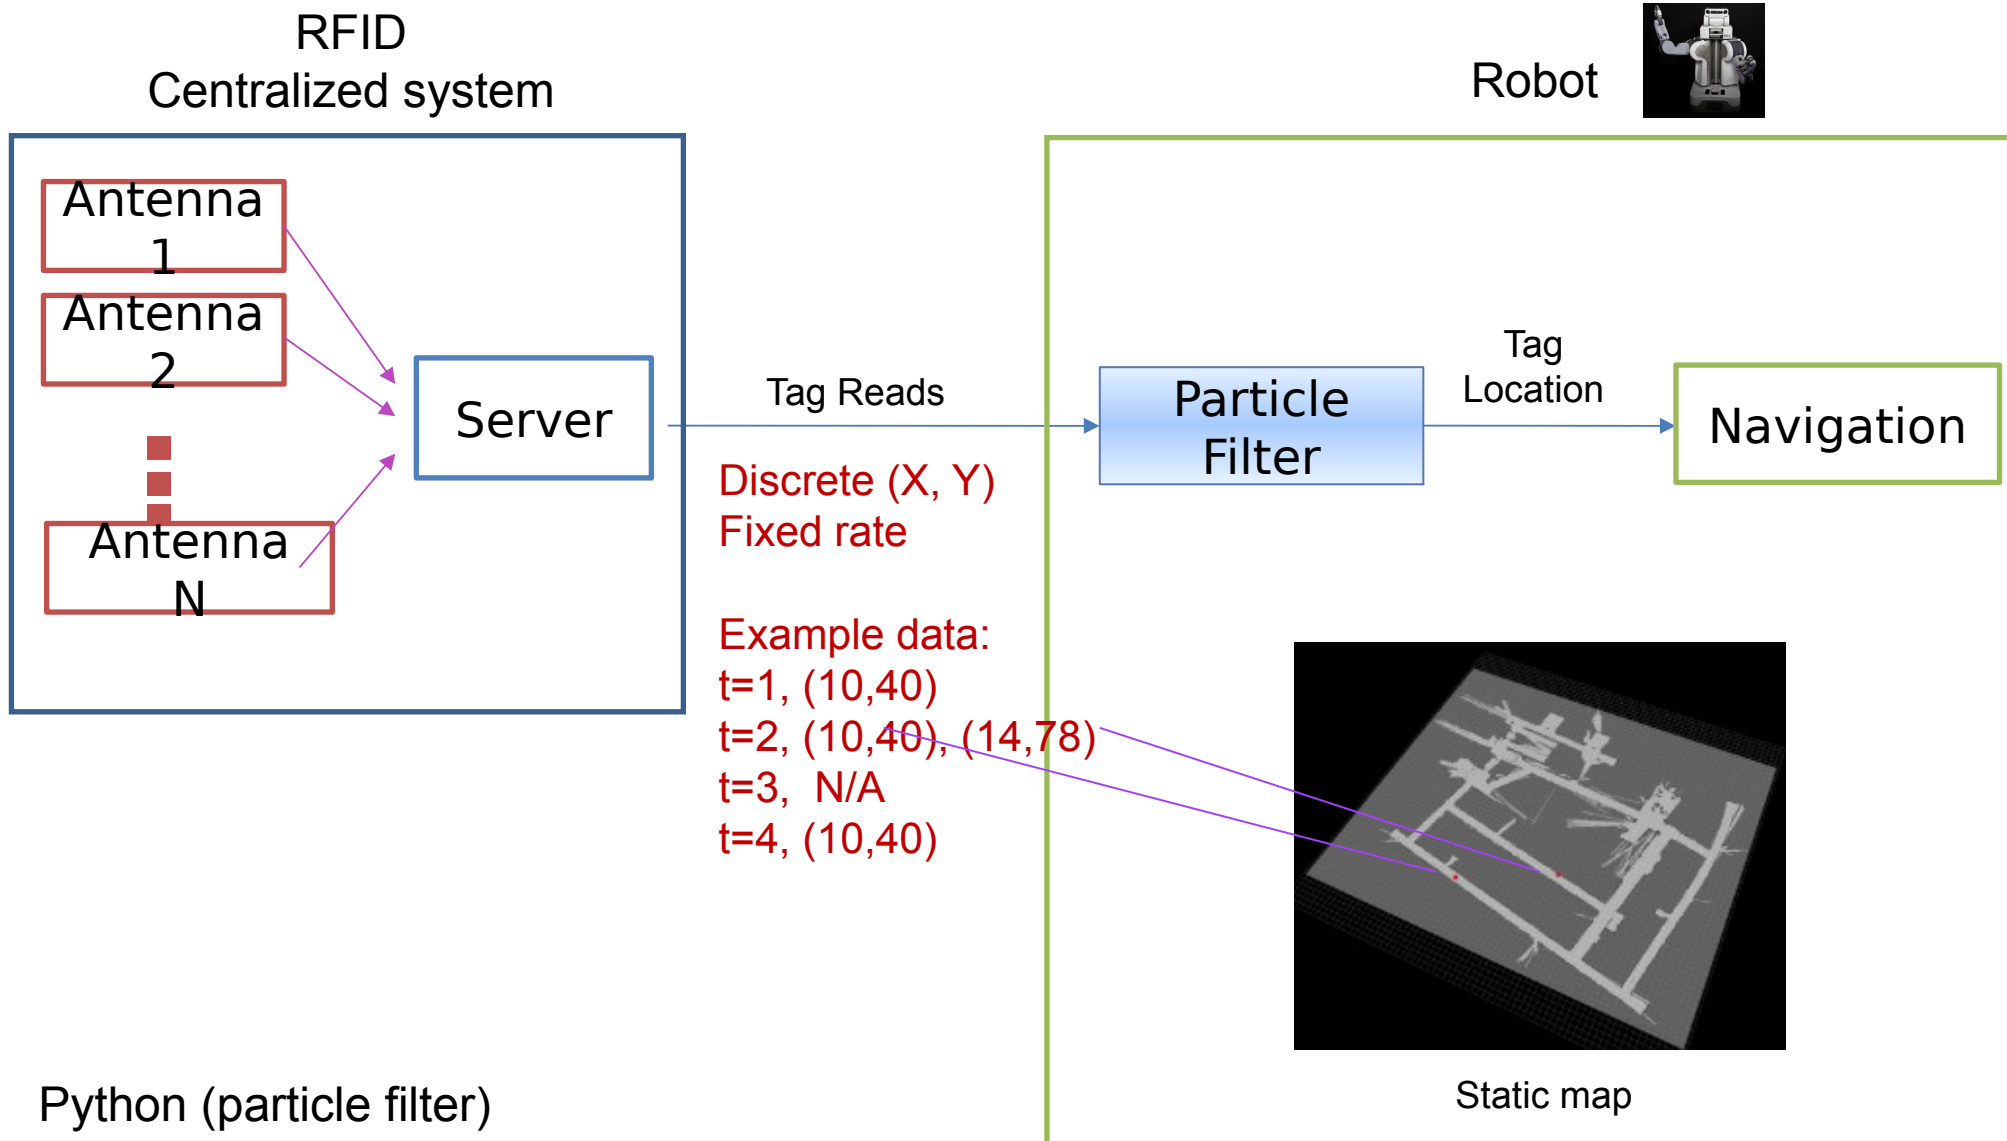 RFID
Centralized system
Robot
Antenna
1
Antenna
2
Antenna
N
Server
Tag Reads
Discrete (X, Y)
Fixed rate
Example data:
t=1, (10,40)
t=2, (10,40), (14,78)
t=3,  N/A
t=4, (10,40)
Particle
Filter
Tag
Location
Navigation
Static map
Python (particle filter)